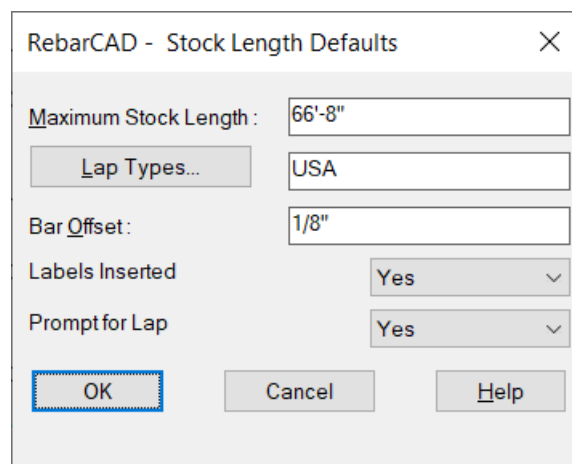 RebarCAD - Stock Length Defaults
Maximum Stock Length : 66'-8"
Lap Types... USA
Bar Offset : 1/8"
Labels Inserted Yes
Prompt for Lap Yes
OK Cancel Help